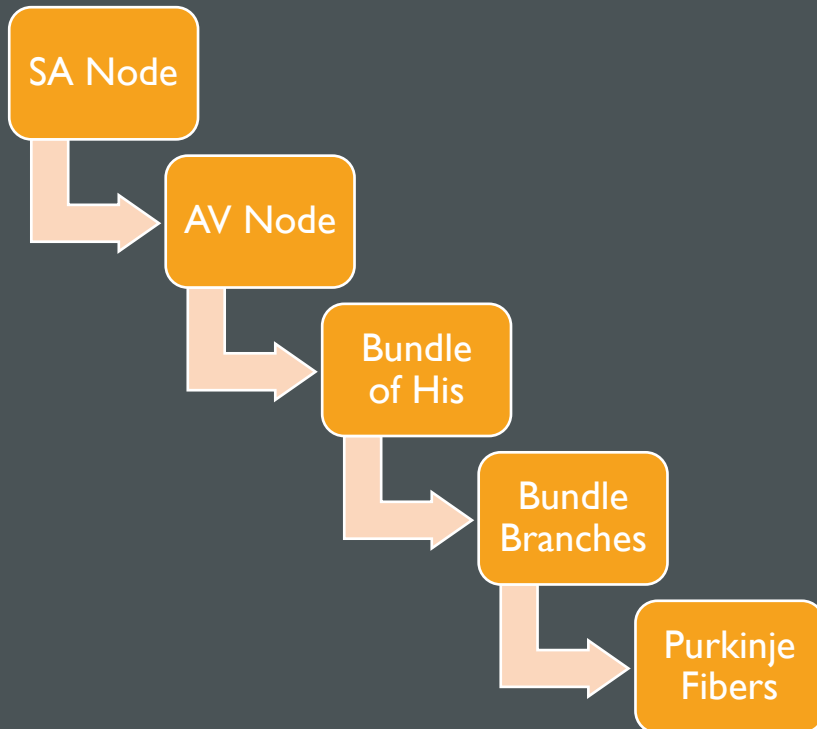 SA Node
AV Node
Bundle
of His
Bundle
Branches
Purkinje
Fibers